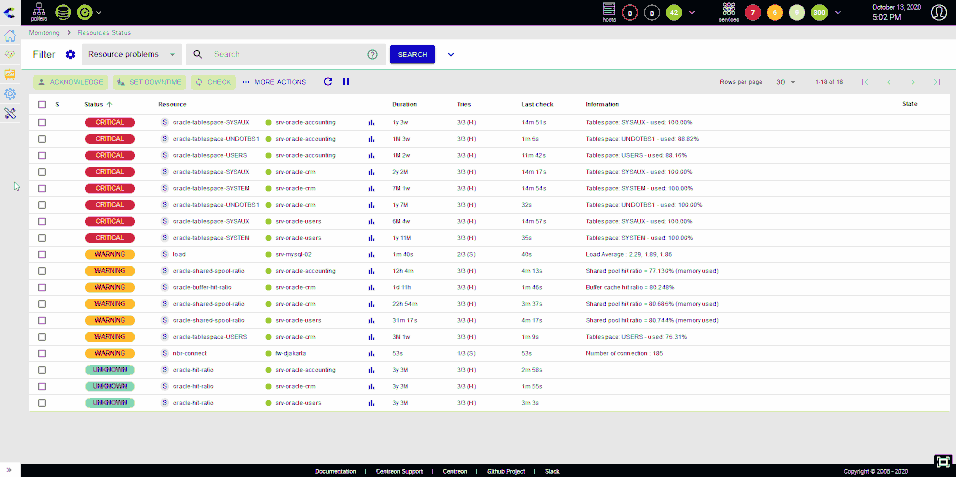 pollers
hosts 0 0 42 services 7 6 300 October 13, 2020
5:02 PM
Monitoring > Resources Status
Filter Resource problems Search SEARCH
ACKNOWLEDGE SET DOWNTIME CHECK ··· MORE ACTIONS Rows per page 30 1-18 of 18
S Status ↑ Resource Duration Tries Last check Information State
CRITICAL S oracle-tablespace-SYSAUX srv-oracle-accounting 1y 3w 3/3 (H) 14m 51s Tablespace SYSAUX - used: 100.00%
CRITICAL S oracle-tablespace-UNDOTBS1 srv-oracle-accounting 1M 3w 3/3 (H) 1m 6s Tablespace UNDOTBS1 - used: 88.82%
CRITICAL S oracle-tablespace-USERS srv-oracle-accounting 1M 2w 3/3 (H) 11m 42s Tablespace USERS - used: 88.16%
CRITICAL S oracle-tablespace-SYSAUX srv-oracle-crm 2y 2M 3/3 (H) 14m 17s Tablespace SYSAUX - used: 100.00%
CRITICAL S oracle-tablespace-SYSTEM srv-oracle-crm 7M 1w 3/3 (H) 14m 54s Tablespace SYSTEM - used: 100.00%
CRITICAL S oracle-tablespace-UNDOTBS1 srv-oracle-crm 1y 7M 3/3 (H) 32s Tablespace UNDOTBS1 - used: 100.00%
CRITICAL S oracle-tablespace-SYSAUX srv-oracle-users 6M 4w 3/3 (H) 14m 57s Tablespace SYSAUX - used: 100.00%
CRITICAL S oracle-tablespace-SYSTEM srv-oracle-users 1y 11M 3/3 (H) 36s Tablespace SYSTEM - used: 100.00%
WARNING S load srv-mysql-02 1m 40s 2/3 (S) 40s Load Average : 2.29, 1.89, 1.86
WARNING S oracle-shared-spool-ratio srv-oracle-accounting 12h 4m 3/3 (H) 4m 13s Shared pool hit ratio = 77.130% (memory used)
WARNING S oracle-buffer-hit-ratio srv-oracle-crm 1d 11h 3/3 (H) 1m 46s Buffer cache hit ratio = 80.248%
WARNING S oracle-shared-spool-ratio srv-oracle-crm 22h 54m 3/3 (H) 3m 37s Shared pool hit ratio = 80.686% (memory used)
WARNING S oracle-shared-spool-ratio srv-oracle-users 31m 17s 3/3 (H) 4m 17s Shared pool hit ratio = 80.744% (memory used)
WARNING S oracle-tablespace-USERS srv-oracle-crm 3M 1w 3/3 (H) 1m 9s Tablespace USERS - used: 76.31%
WARNING S nbr-connect fw-djakarta 53s 1/3 (S) 53s Number of connection : 185
UNKNOWN S oracle-hit-ratio srv-oracle-accounting 3y 3M 3/3 (H) 2m 58s
UNKNOWN S oracle-hit-ratio srv-oracle-crm 3y 3M 3/3 (H) 1m 55s
UNKNOWN S oracle-hit-ratio srv-oracle-users 3y 3M 3/3 (H) 3m 3s
Documentation | Centreon Support | Centreon | Github Project | Slack Copyright © 2005 - 2020